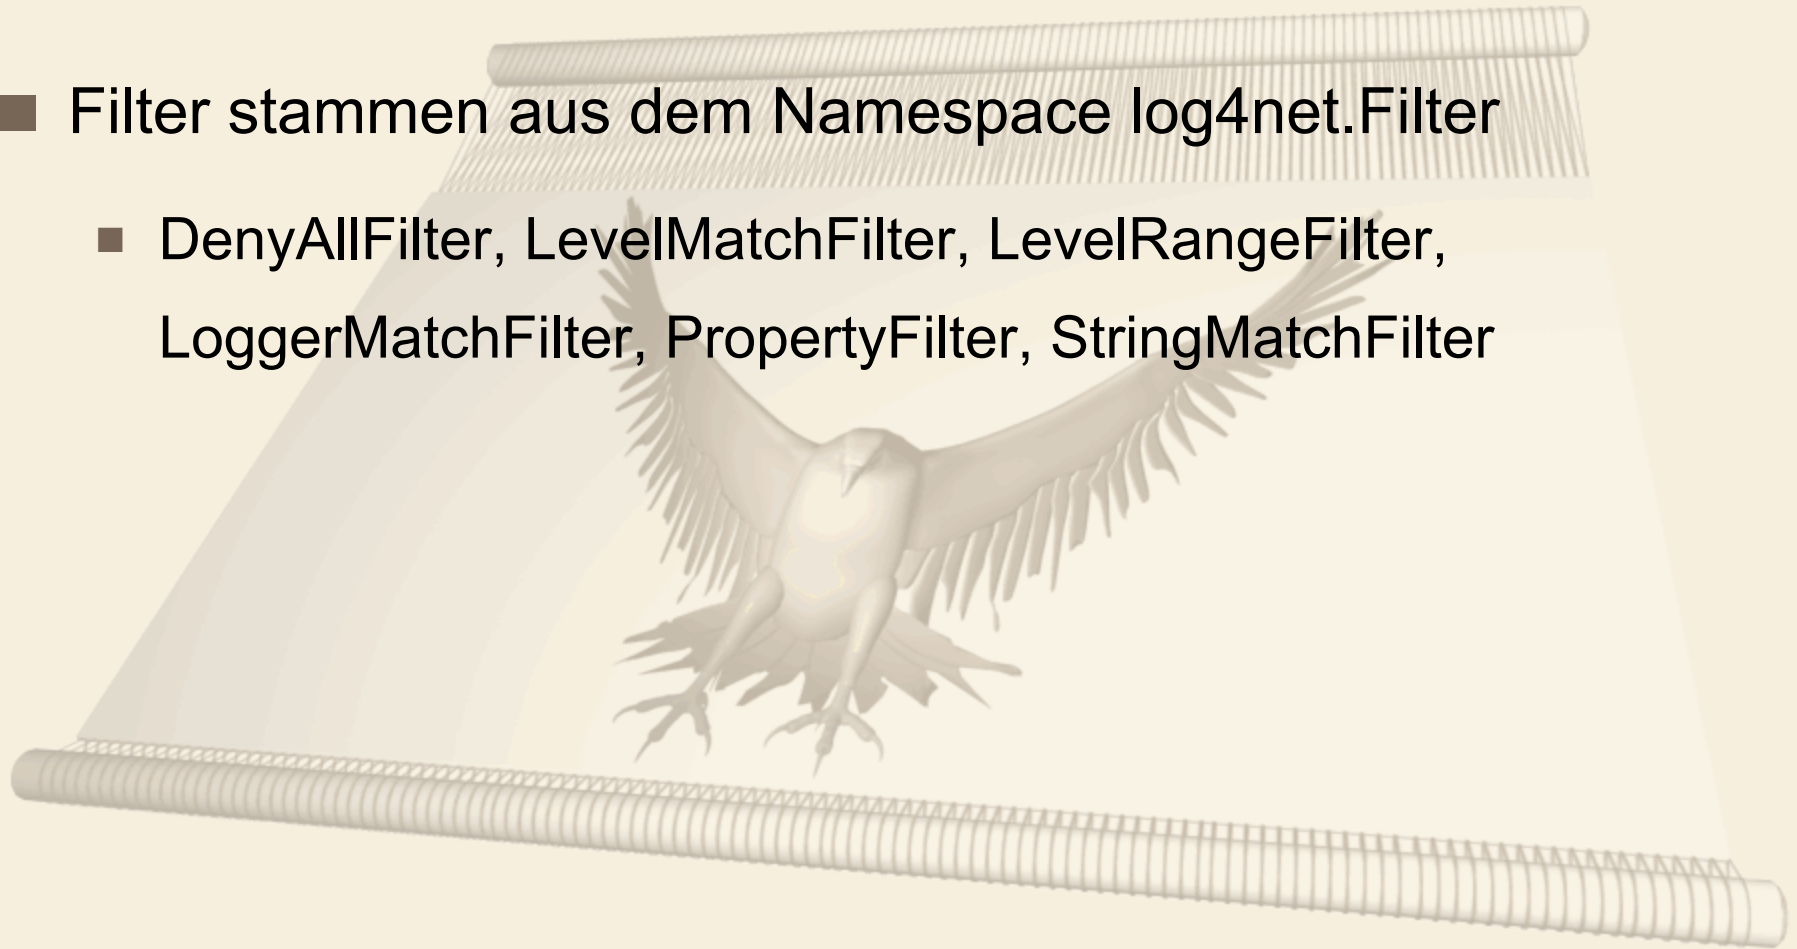 Filter stammen aus dem Namespace log4net.Filter
DenyAllFilter, LevelMatchFilter, LevelRangeFilter,
LoggerMatchFilter, PropertyFilter, StringMatchFilter